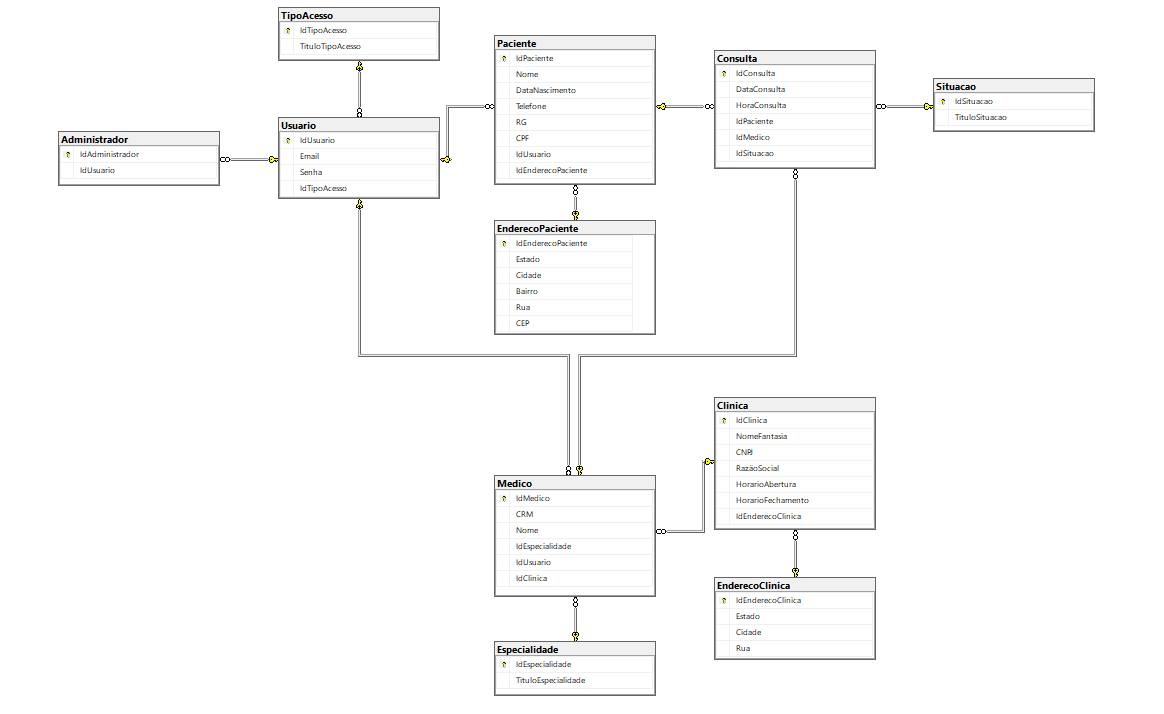 TipoAcesso
IdTipoAcesso
TituloTipoAcesso
Paciente
IdPaciente
Nome
DataNascimento
Telefone
RG
CPF
IdUsuario
IdEnderecoPaciente
Consulta
IdConsulta
DataConsulta
HoraConsulta
IdPaciente
IdMedico
IdSituacao
Situacao
IdSituacao
TituloSituacao
Administrador
IdAdministrador
IdUsuario
Usuario
IdUsuario
Email
Senha
IdTipoAcesso
EnderecoPaciente
IdEnderecoPaciente
Estado
Cidade
Bairro
Rua
CEP
Clinica
IdClinica
NomeFantasia
CNPJ
RazãoSocial
HorarioAbertura
HorarioFechamento
IdEnderecoClinica
Medico
IdMedico
CRM
Nome
IdEspecialidade
IdUsuario
IdClinica
EnderecoClinica
IdEnderecoClinica
Estado
Cidade
Rua
Especialidade
IdEspecialidade
TituloEspecialidade